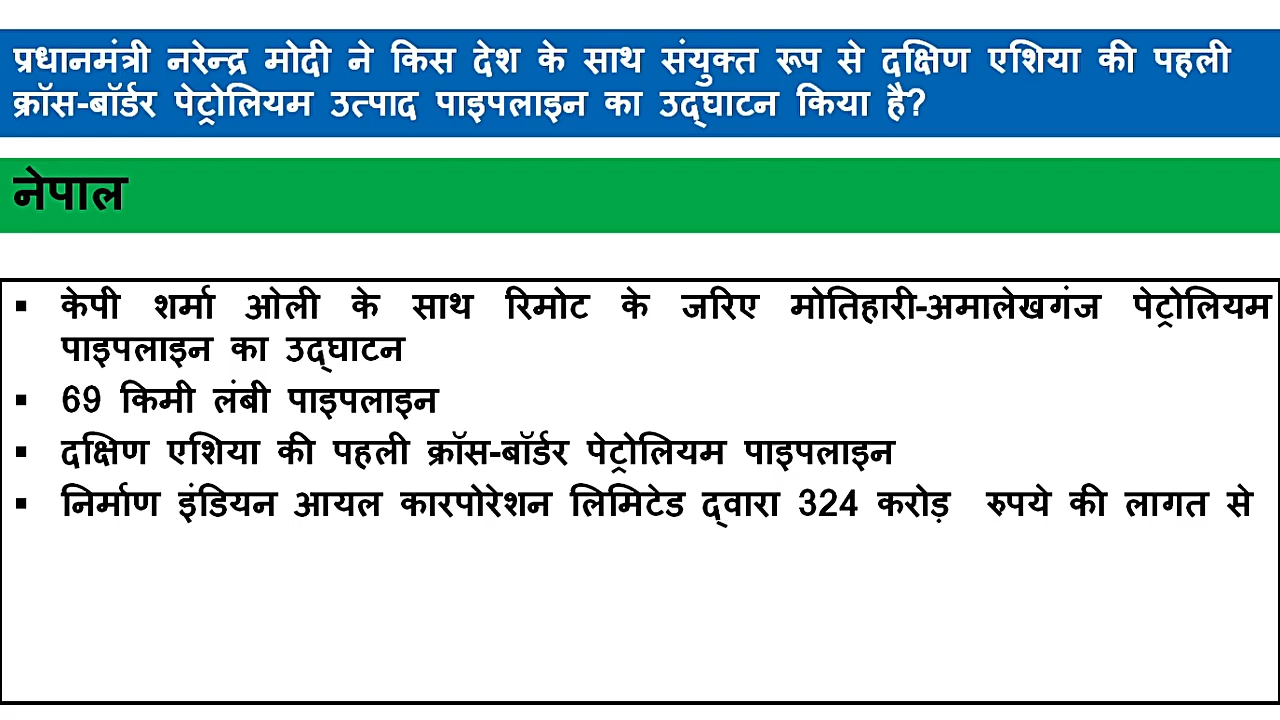 प्रधानमंत्री नरेन्द्र मोदी ने किस देश के साथ संयुक्त रूप से दक्षिण एशिया की पहली
क्रॉस-बॉर्डर पेट्रोलियम उत्पाद पाइपलाइन का उद्घाटन किया है?
नेपाल
▪ केपी शर्मा ओली के साथ रिमोट के जरिए मोतिहारी-अमालेखगंज पेट्रोलियम
पाइपलाइन का उद्घाटन
▪ 69 किमी लंबी पाइपलाइन
▪ दक्षिण एशिया की पहली क्रॉस-बॉर्डर पेट्रोलियम पाइपलाइन
▪ निर्माण इंडियन आयल कारपोरेशन लिमिटेड द्वारा 324 करोड़ रुपये की लागत से